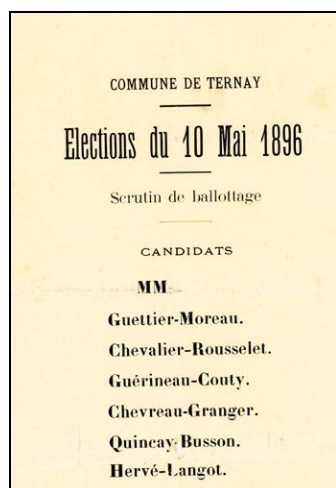 COMMUNE DE TERNAY
Elections du 10 Mai 1896
Scrutin de ballottage
CANDIDATS
MM.
Guettier-Moreau.
Chevalier-Rousselet.
Guérineau-Couty.
Chevreau-Granger.
Quincay-Busson.
Hervé-Langot.